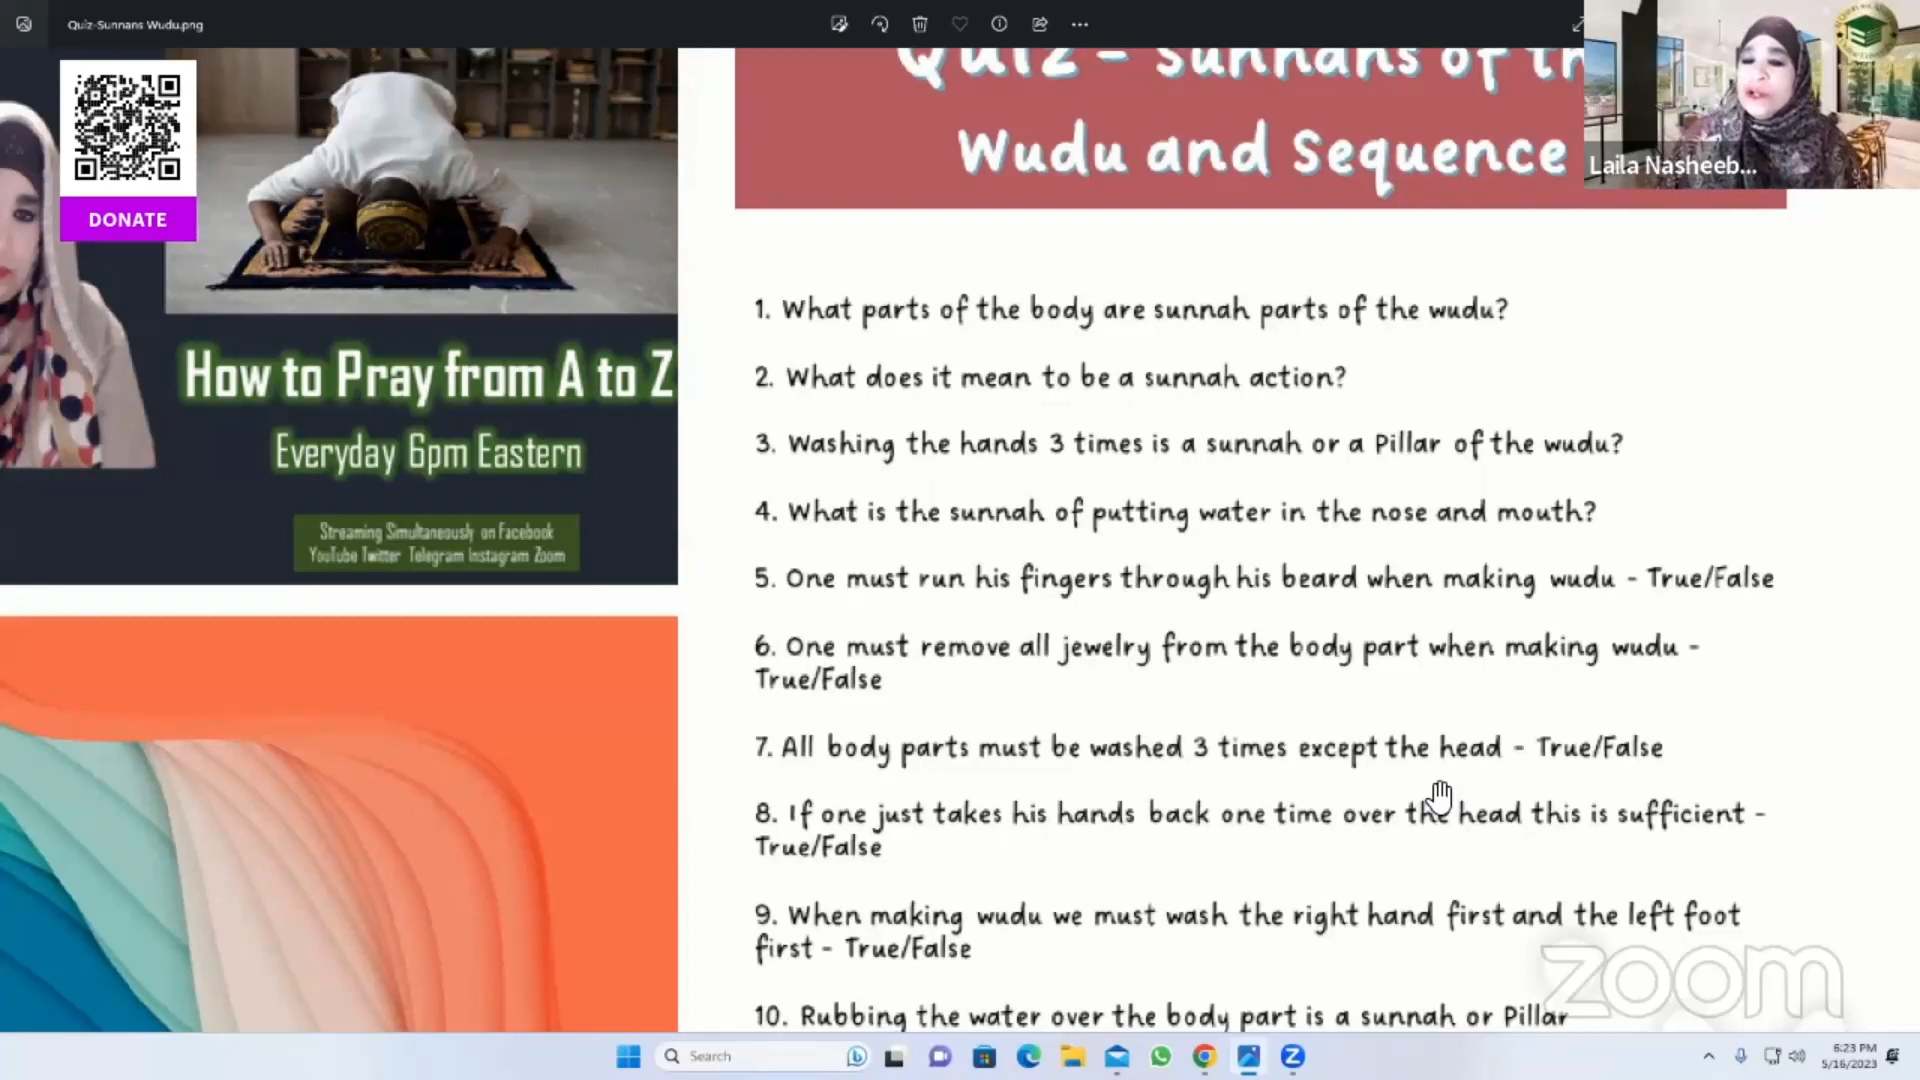 Quiz-Sunnans Wudu.png
DONATE
How to Pray from A to Z
Everyday 6pm Eastern
Streaming Simultaneously on Facebook
YouTube Twitter Telegram Instagram Zoom
Quiz - Sunnans of th
Wudu and Sequence
Laila Nasheeb...
1. What parts of the body are sunnah parts of the wudu?
2. What does it mean to be a sunnah action?
3. Washing the hands 3 times is a sunnah or a Pillar of the wudu?
4. What is the sunnah of putting water in the nose and mouth?
5. One must run his fingers through his beard when making wudu - True/False
6. One must remove all jewelry from the body part when making wudu -
True/False
7. All body parts must be washed 3 times except the head - True/False
8. If one just takes his hands back one time over the head this is sufficient -
True/False
9. When making wudu we must wash the right hand first and the left foot
first - True/False
10. Rubbing the water over the body part is a sunnah or Pillar
zoom
Search
6:23 PM
5/16/2023